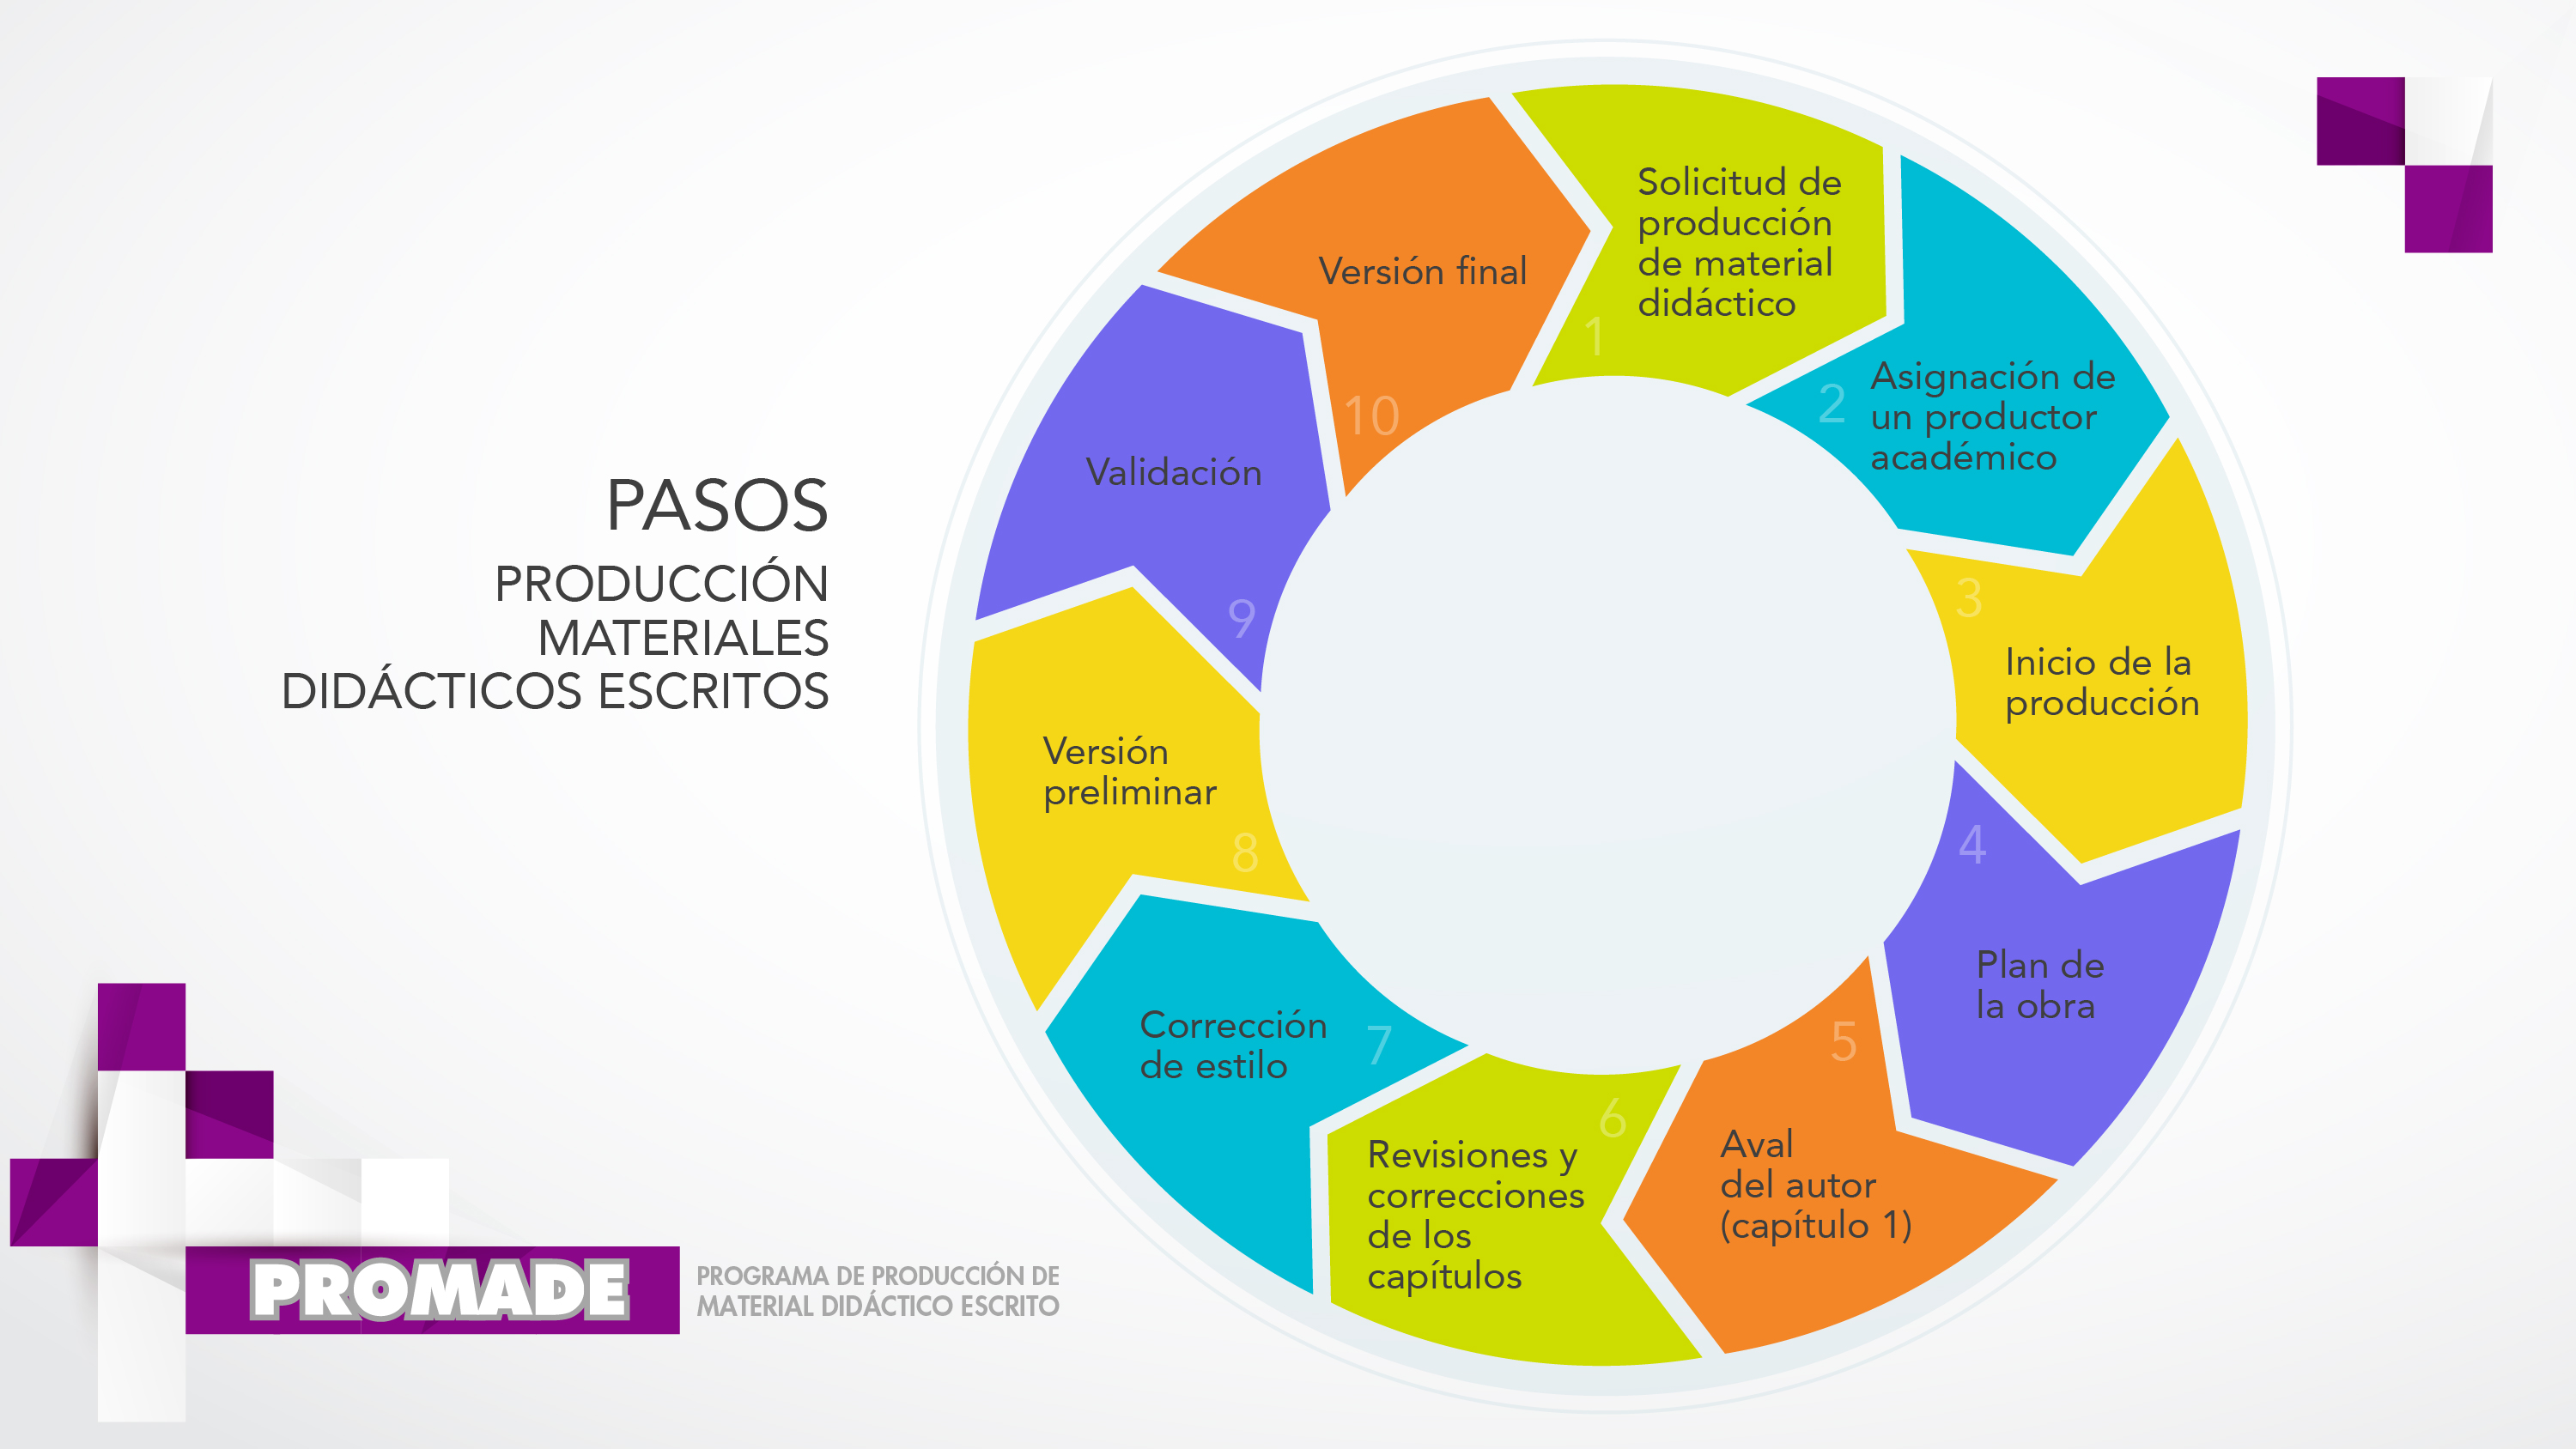 PASOS
PRODUCCIÓN
MATERIALES
DIDÁCTICOS ESCRITOS
1
Solicitud de
producción
de material
didáctico
2
Asignación de
un productor
académico
3
Inicio de la
producción
4
Plan de
la obra
5
Aval
del autor
(capítulo 1)
6
Revisiones y
correcciones
de los
capítulos
7
Corrección
de estilo
8
Versión
preliminar
9
Validación
10
Versión final
PROMADE
PROGRAMA DE PRODUCCIÓN DE
MATERIAL DIDÁCTICO ESCRITO